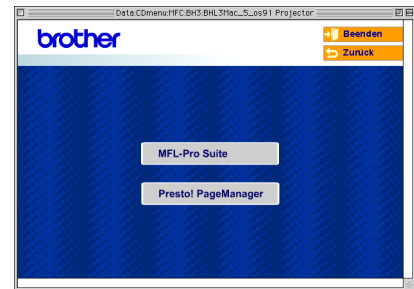 Data:CDmenu:MFC:BH3:BHL3Mac_5_os91 Projector
brother
Beenden
Zurück
MFL-Pro Suite
Presto! PageManager